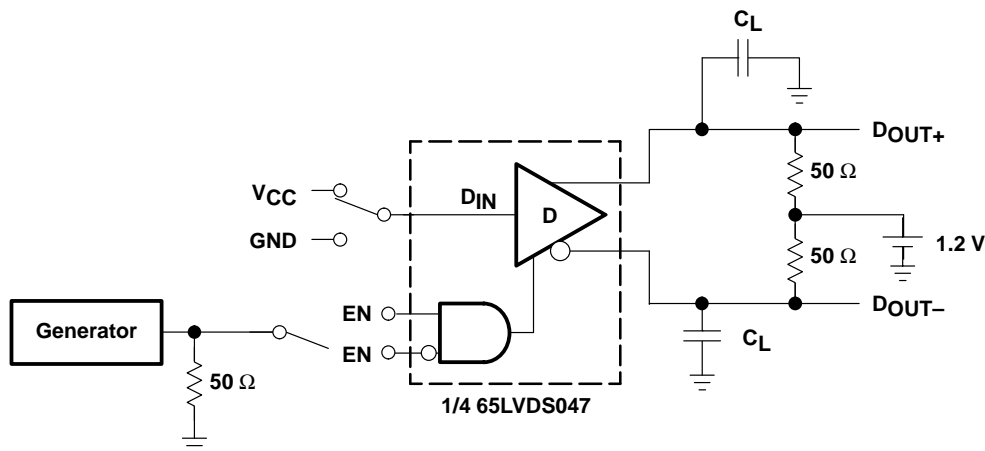 CL
DOUT+
50 Ω
VCC
DIN
D
GND
1.2 V
50 Ω
EN
DOUT–
Generator
EN
CL
50 Ω
1/4 65LVDS047